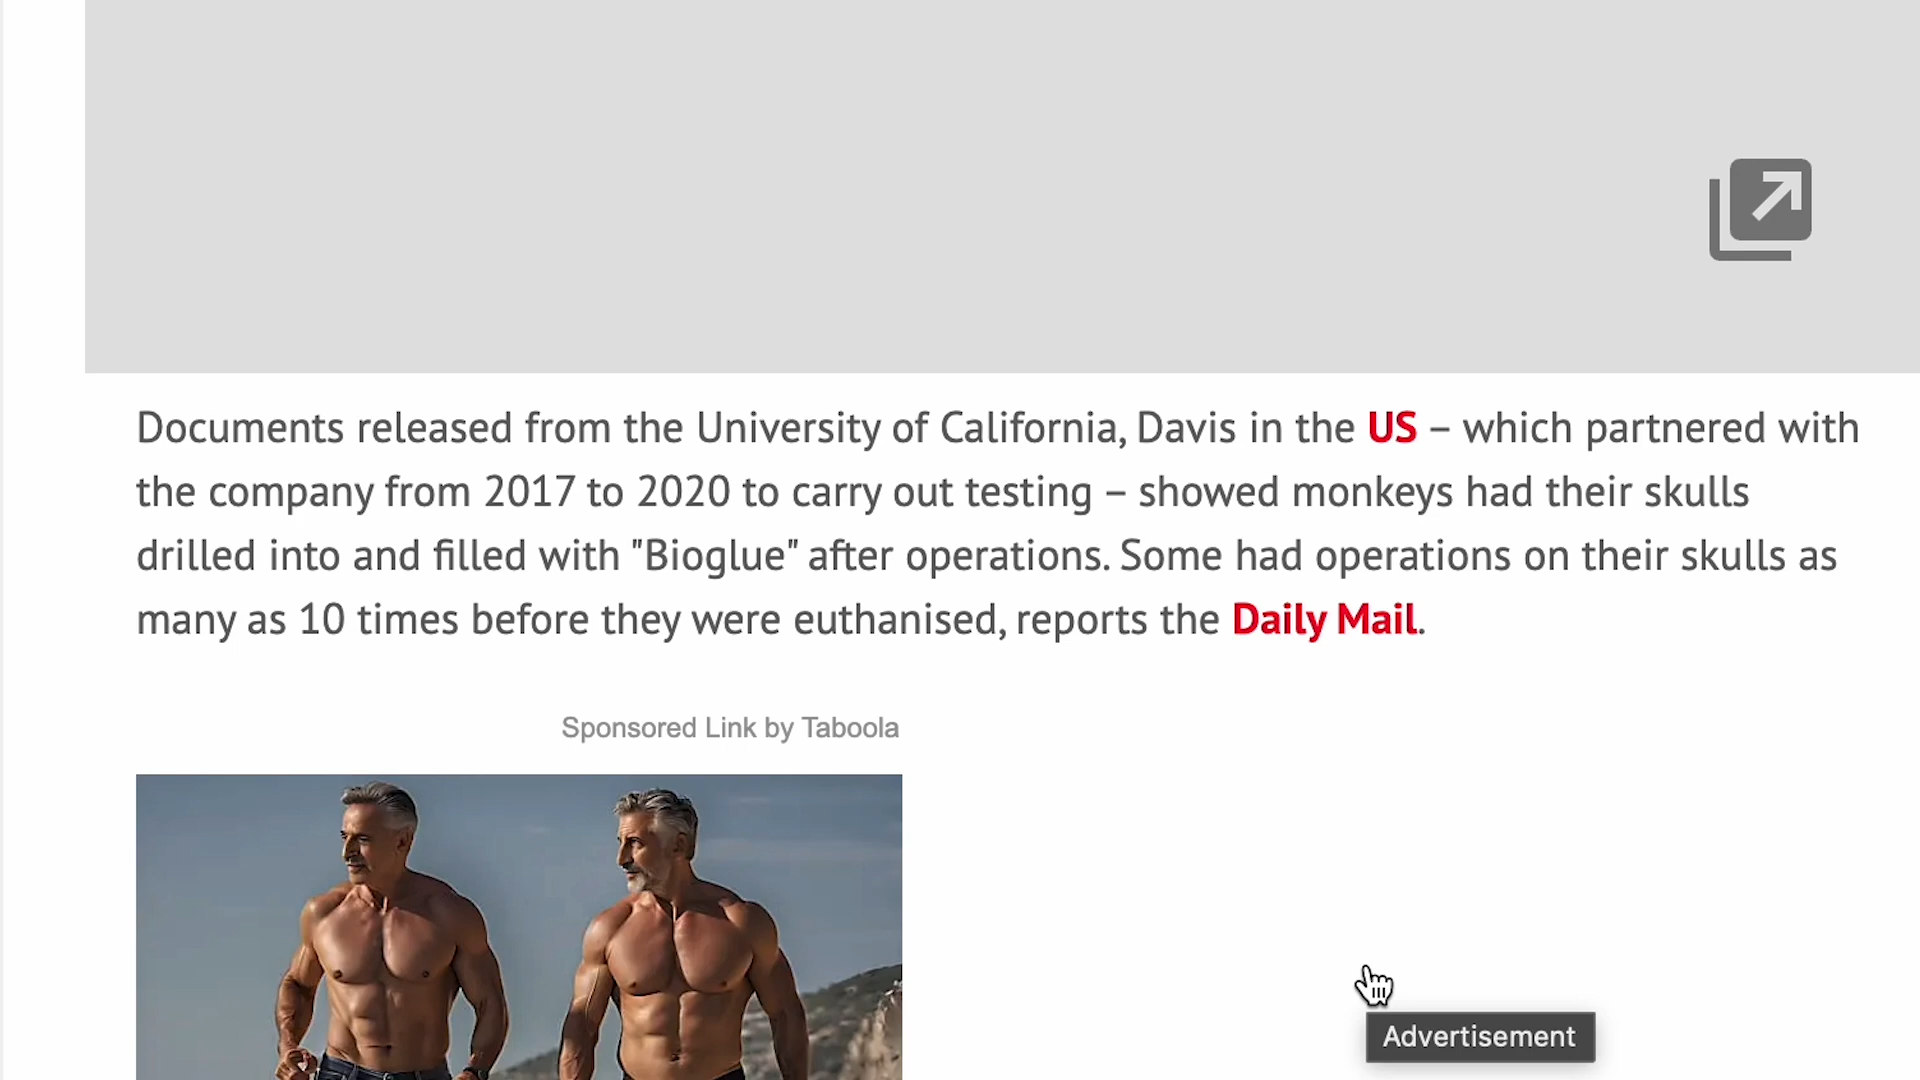 Documents released from the University of California, Davis in the US – which partnered with
the company from 2017 to 2020 to carry out testing – showed monkeys had their skulls
drilled into and filled with "Bioglue" after operations. Some had operations on their skulls as
many as 10 times before they were euthanised, reports the Daily Mail.
Sponsored Link by Taboola
Advertisement